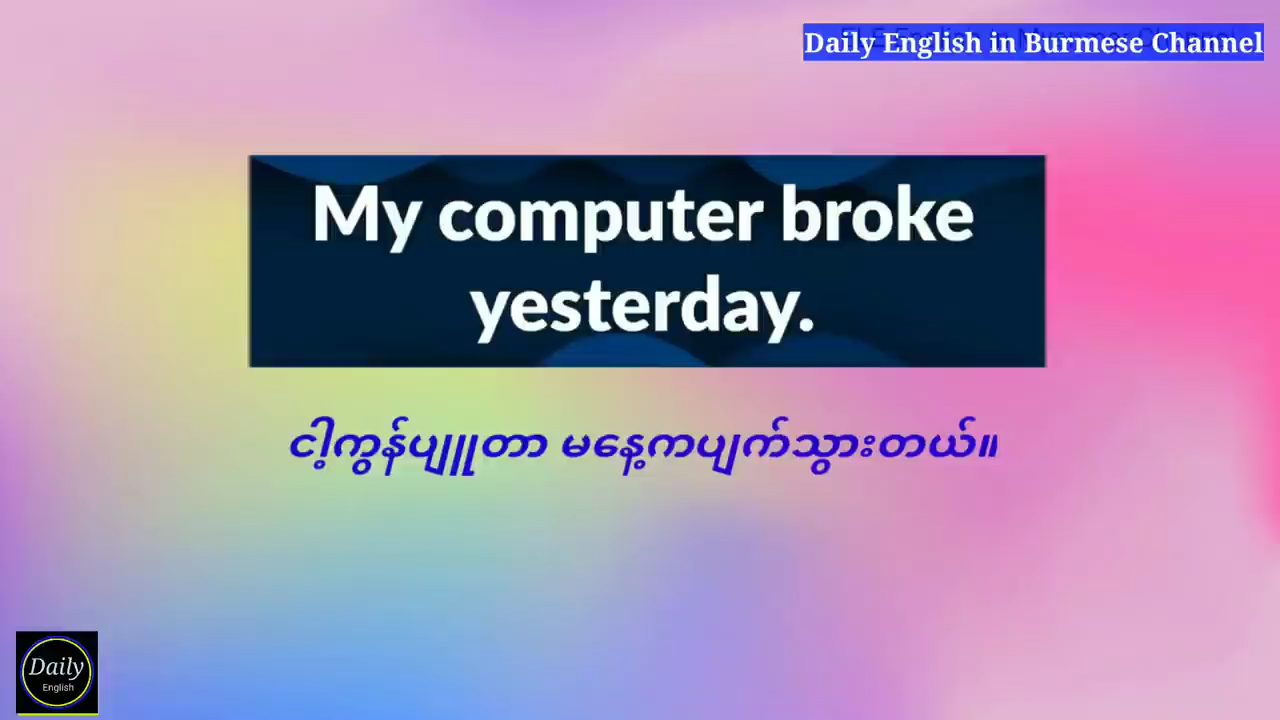 Daily English in Burmese Channel
My computer broke
yesterday.
ငါ့ကွန်ပျူတာ မနေ့ကပျက်သွားတယ်။
Daily
English